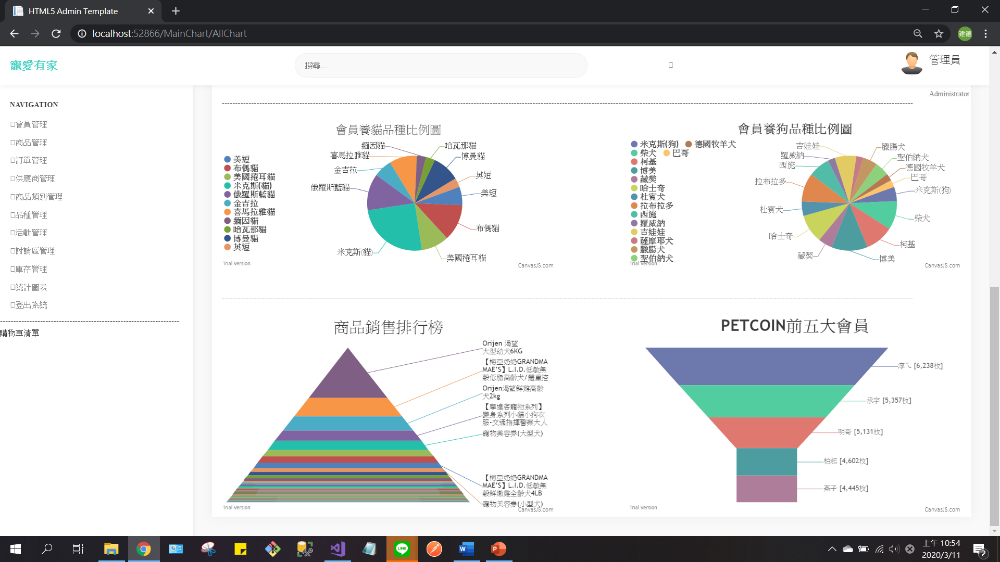 HTML5 Admin Template
localhost:52866/MainChart/AllChart
建德
寵愛有家
搜尋...
管理員
Administrator
NAVIGATION
會員管理
商品管理
訂單管理
供應商管理
商品類別管理
品種管理
活動管理
討論區管理
庫存管理
統計圖表
登出系統
購物車清單
會員養貓品種比例圖
美短
布偶貓
美國捲耳貓
米克斯(貓)
俄羅斯藍貓
金吉拉
喜馬拉雅貓
緬因貓
哈瓦那貓
博曼貓
英短
緬因貓
哈瓦那貓
喜馬拉雅貓
博曼貓
金吉拉
英短
俄羅斯藍貓
美短
布偶貓
米克斯(貓)
美國捲耳貓
Trial Version
CanvasJS.com
會員養狗品種比例圖
米克斯(狗) 德國牧羊犬
柴犬 巴哥
柯基
博美
藏獒
哈士奇
杜賓犬
拉布拉多
西施
羅威納
吉娃娃
薩摩耶犬
臘腸犬
聖伯納犬
吉娃娃
臘腸犬
羅威納
聖伯納犬
西施
德國牧羊犬
巴哥
拉布拉多
米克斯(狗)
杜賓犬
柴犬
哈士奇
柯基
藏獒
博美
Trial Version
CanvasJS.com
商品銷售排行榜
Orijen 渴望
大型幼犬6KG
【梅亞奶奶GRANDMA
MAE'S】L.I.D.低敏無
穀低脂高齡犬/體重控
Orijen渴望鮮雞高齡
犬2kg
【摩達客寵物系列】
變身系列小貓小狗衣
服-交通指揮警察大人
寵物美容券(大型犬)
【梅亞奶奶GRANDMA
MAE'S】L.I.D.低敏無
穀鮮嫩雞全齡犬4LB
寵物美容券(小型犬)
Trial Version
CanvasJS.com
PETCOIN前五大會員
淳ㄟ [6,238枚]
承宇 [5,357枚]
明哥 [5,131枚]
柏起 [4,602枚]
燕子 [4,445枚]
Trial Version
CanvasJS.com
LINE
上午 10:54
2020/3/11
2